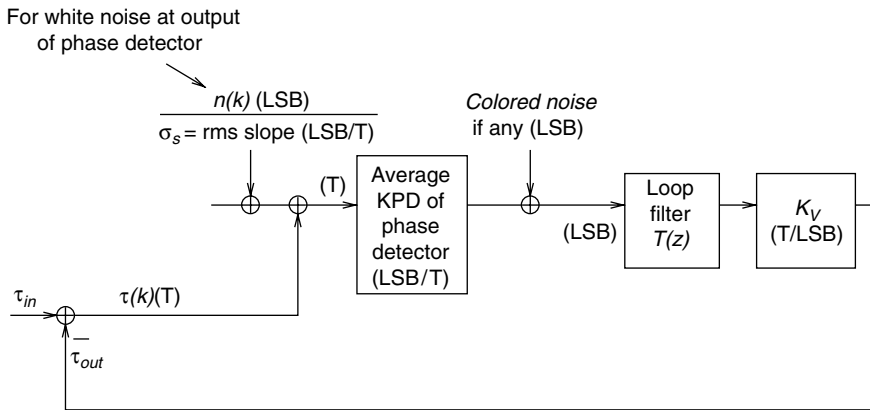 For white noise at output
of phase detector
n(k) (LSB)
σs = rms slope (LSB/T)
Colored noise
if any (LSB)
(T)
Average
KPD of
phase
detector
(LSB/T)
(LSB)
Loop
filter
T(z)
KV
(T/LSB)
τin
τ(k)(T)
–
τout